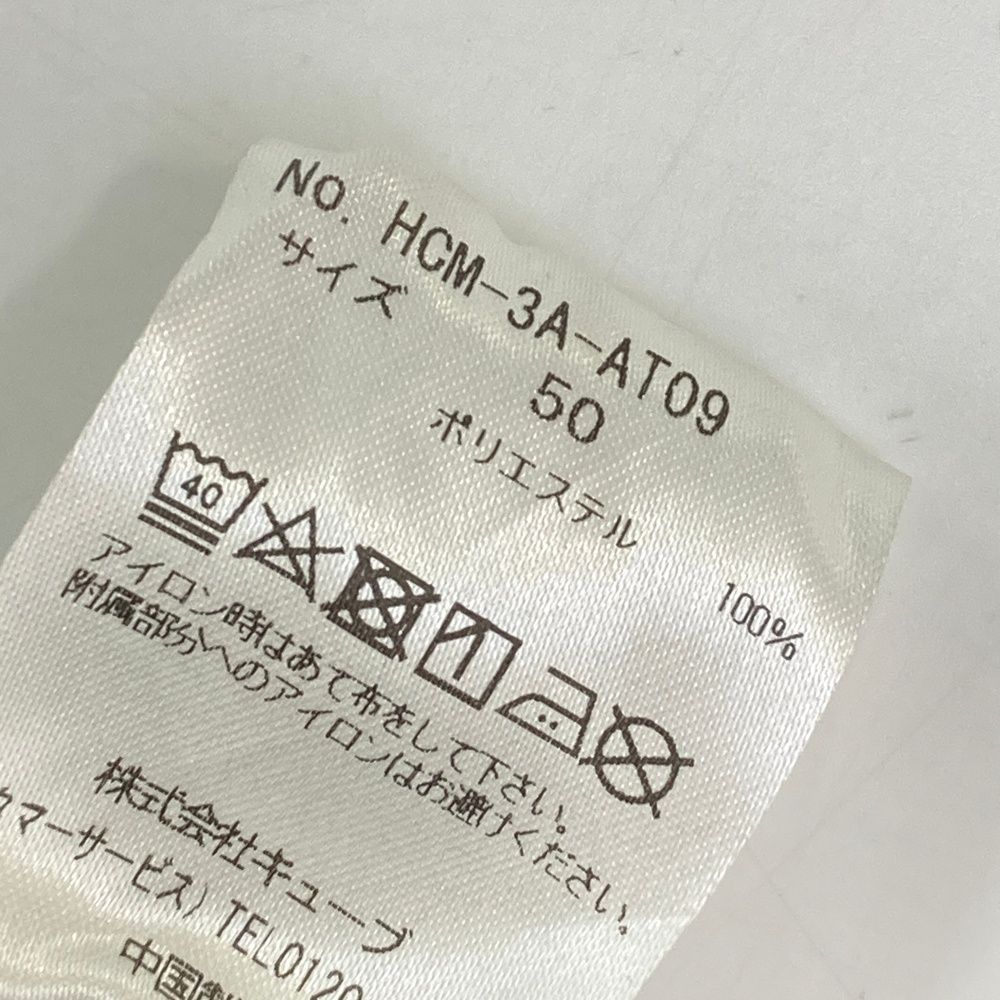 No. HCM-3A-AT09
サイズ 50
ポリエステル 100%
40
アイロン時はあて布をして下さい。
附属部分へのアイロンはお避けください。
株式会社キューブ
マーサービス) TEL0120
中国製